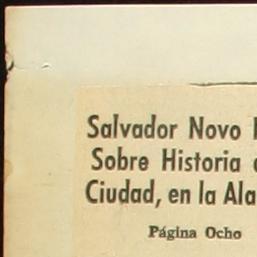 Salvador Novo
Sobre Historia
Ciudad, en la Ala
Página Ocho